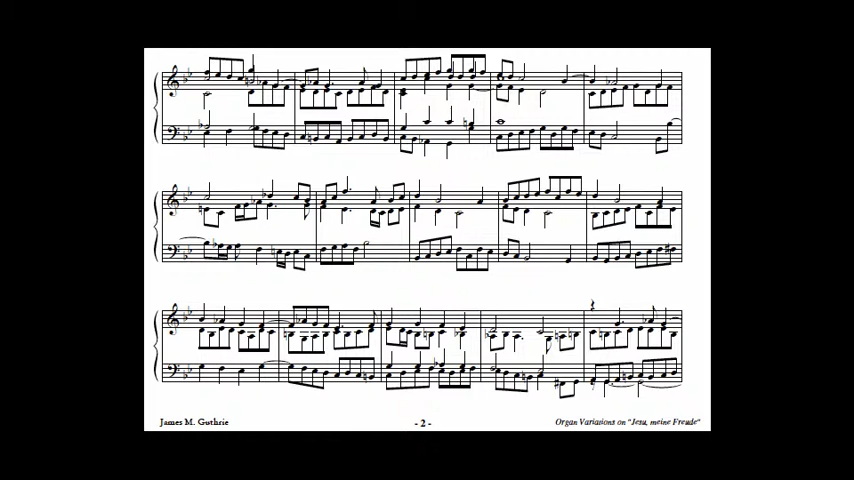 James M. Guthrie
- 2 -
Organ Variations on "Jesu, meine Freude"